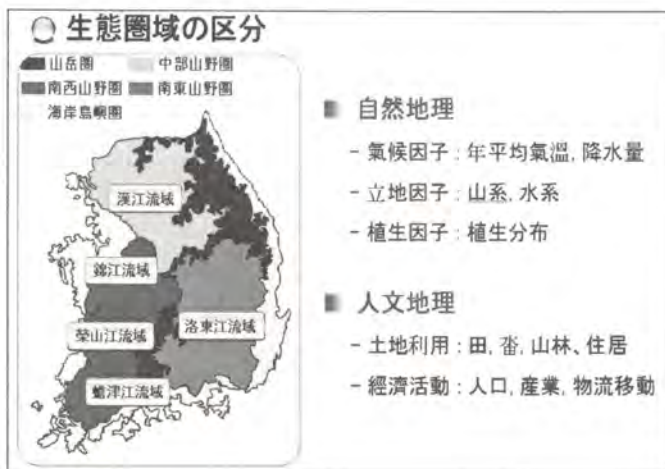 生態圏域の区分
山岳圏 中部山野圏
南西山野圏 南東山野圏
海岸島嶼圏
漢江流域
錦江流域
榮山江流域
洛東江流域
蟾津江流域
自然地理
- 氣候因子 : 年平均氣溫, 降水量
- 立地因子 : 山系, 水系
- 植生因子 : 植生分布
人文地理
- 土地利用 : 田, 畓, 山林、住居
- 經濟活動 : 人口, 産業, 物流移動